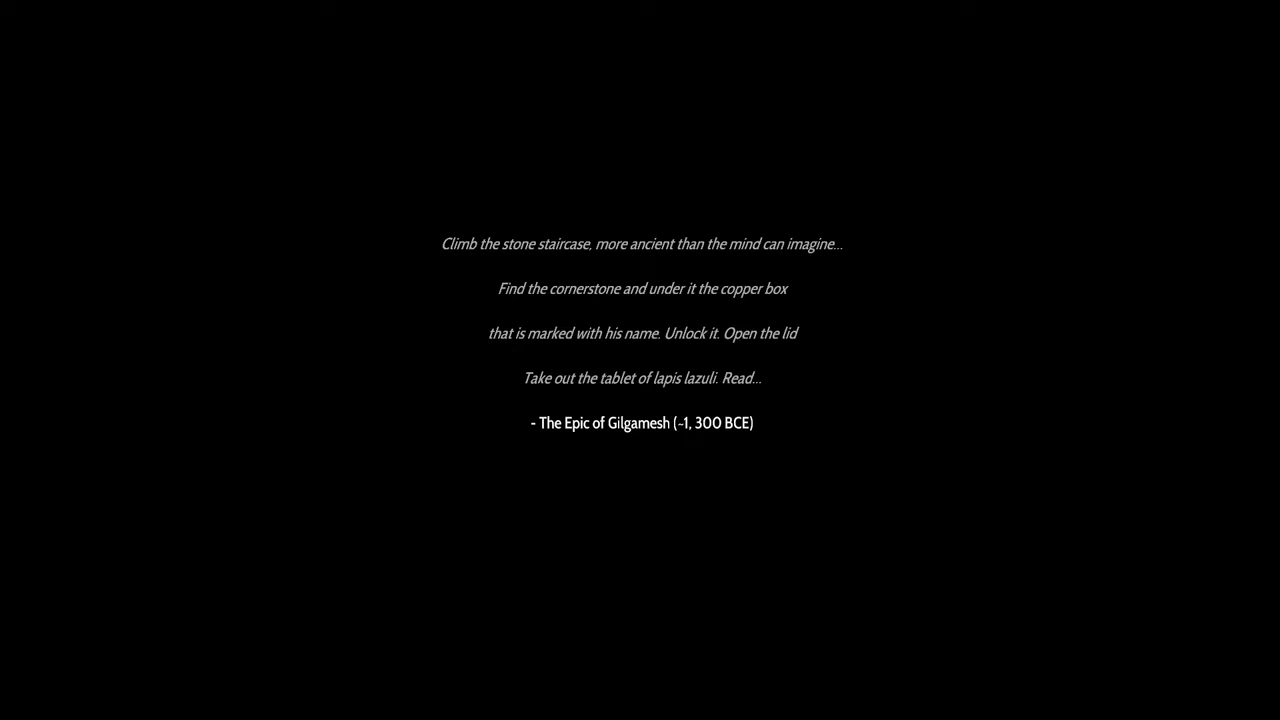 Climb the stone staircase, more ancient than the mind can imagine...
Find the cornerstone and under it the copper box
that is marked with his name. Unlock it. Open the lid
Take out the tablet of lapis lazuli. Read...
- The Epic of Gilgamesh (~1, 300 BCE)